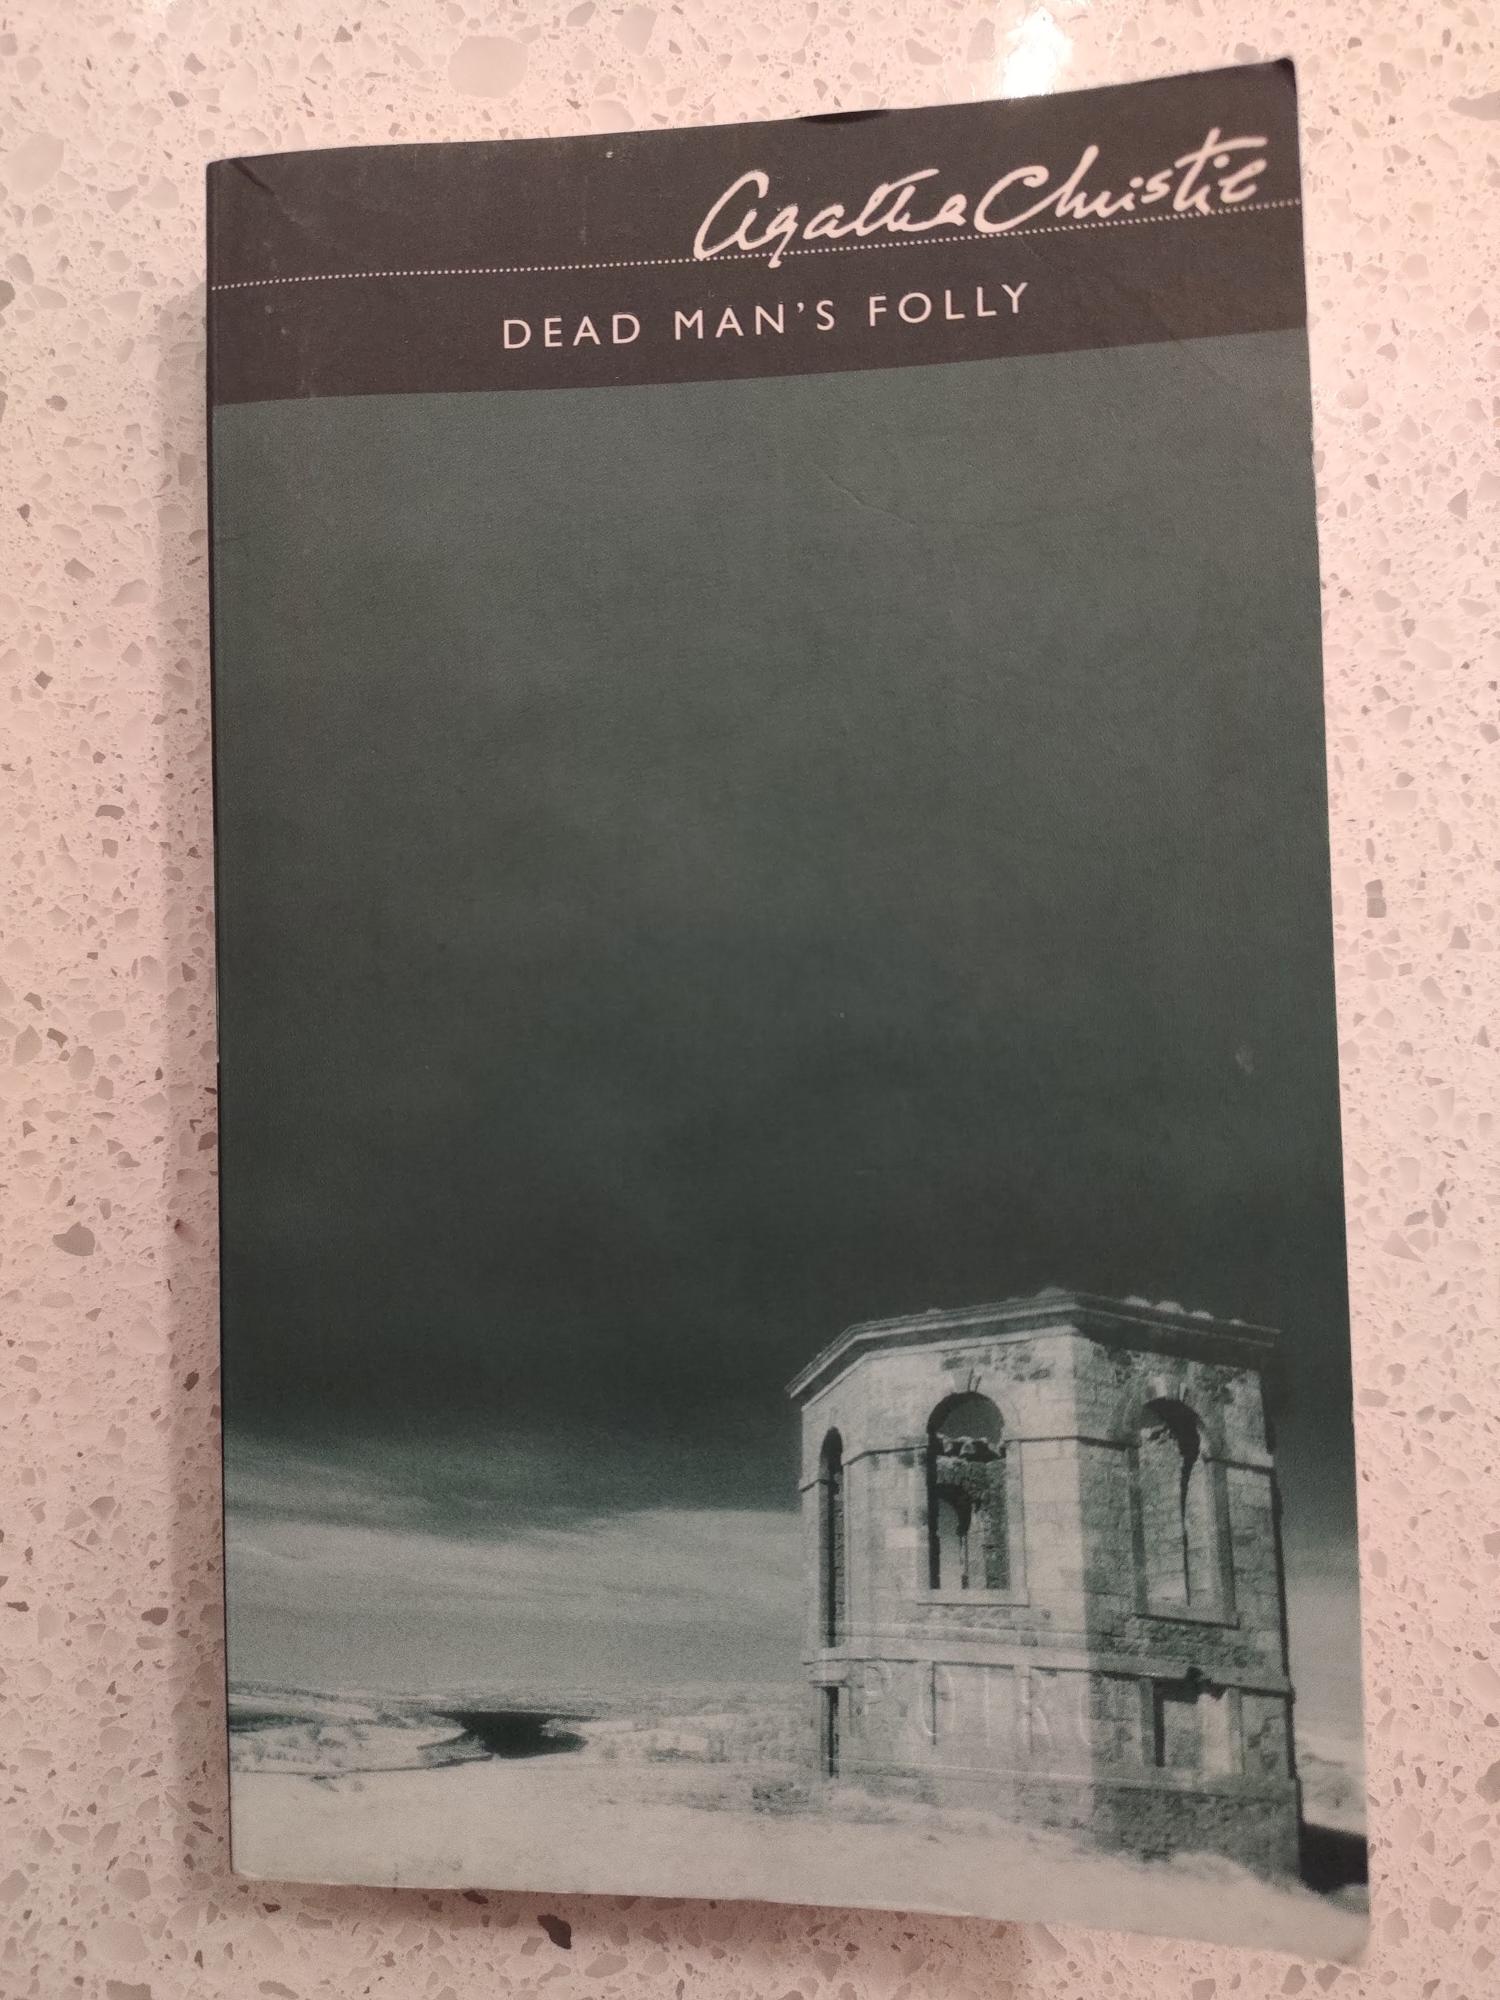 Agatha Christie
DEAD MAN'S FOLLY
POIRO